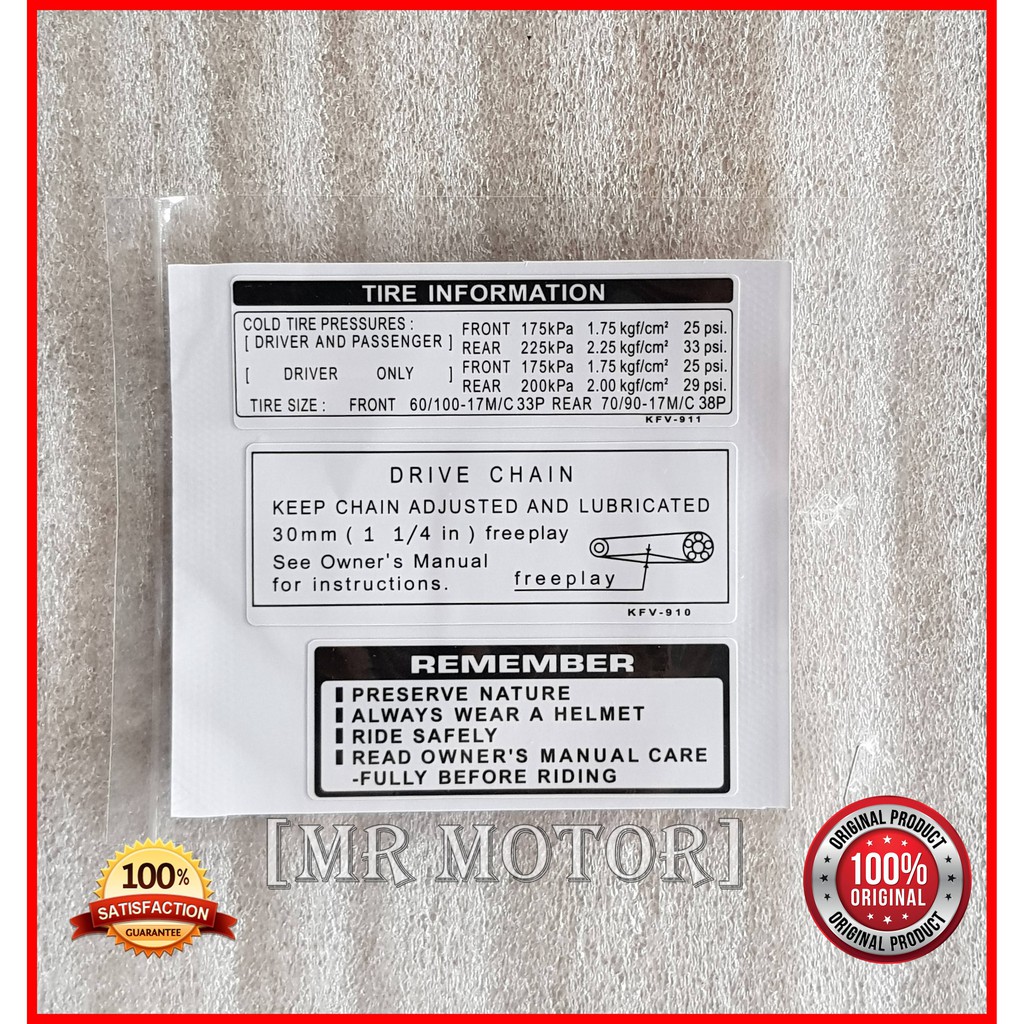 TIRE INFORMATION
COLD TIRE PRESSURES :
[ DRIVER AND PASSENGER ]
FRONT 175kPa 1.75 kgf/cm² 25 psi.
REAR 225kPa 2.25 kgf/cm² 33 psi.
[ DRIVER ONLY ]
FRONT 175kPa 1.75 kgf/cm² 25 psi.
REAR 200kPa 2.00 kgf/cm² 29 psi.
TIRE SIZE : FRONT 60/100-17M/C 33P REAR 70/90-17M/C 38P
KFV-911
DRIVE CHAIN
KEEP CHAIN ADJUSTED AND LUBRICATED
30mm ( 1 1/4 in ) freeplay
See Owner's Manual
for instructions.
freeplay
KFV-910
REMEMBER
PRESERVE NATURE
ALWAYS WEAR A HELMET
RIDE SAFELY
READ OWNER'S MANUAL CARE
-FULLY BEFORE RIDING
[MR MOTOR]
100%
SATISFACTION
GUARANTEE
ORIGINAL PRODUCT
100%
ORIGINAL
ORIGINAL PRODUCT